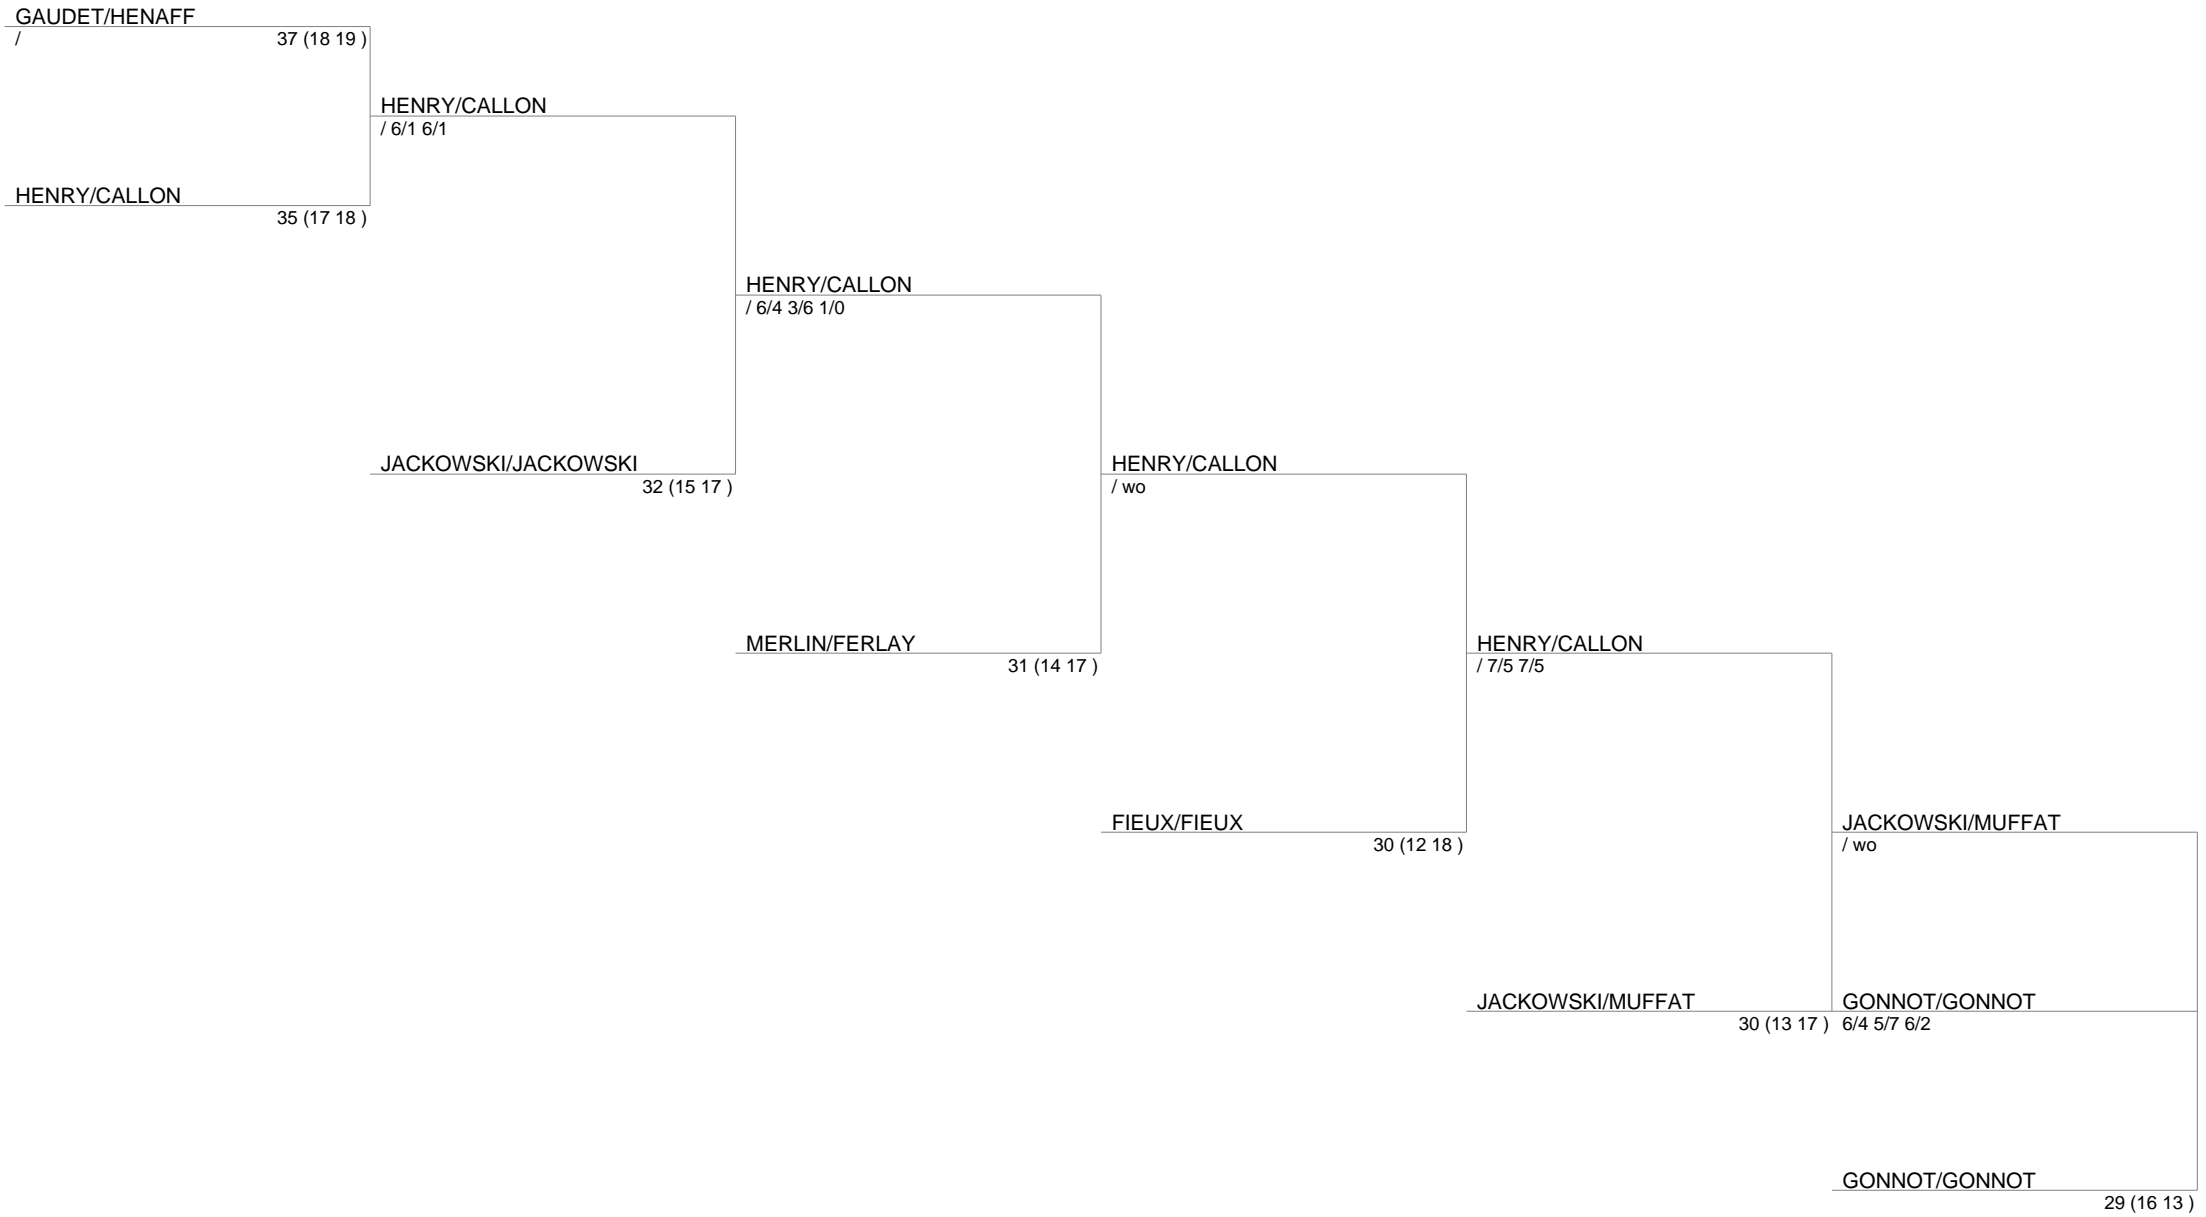 GAUDET/HENAFF
/ 37 (18 19 )
HENRY/CALLON
/ 6/1 6/1
HENRY/CALLON
35 (17 18 )
HENRY/CALLON
/ 6/4 3/6 1/0
JACKOWSKI/JACKOWSKI
32 (15 17 )
HENRY/CALLON
/ wo
MERLIN/FERLAY
31 (14 17 )
HENRY/CALLON
/ 7/5 7/5
FIEUX/FIEUX
30 (12 18 )
JACKOWSKI/MUFFAT
/ wo
JACKOWSKI/MUFFAT
30 (13 17 )
GONNOT/GONNOT
6/4 5/7 6/2
GONNOT/GONNOT
29 (16 13 )